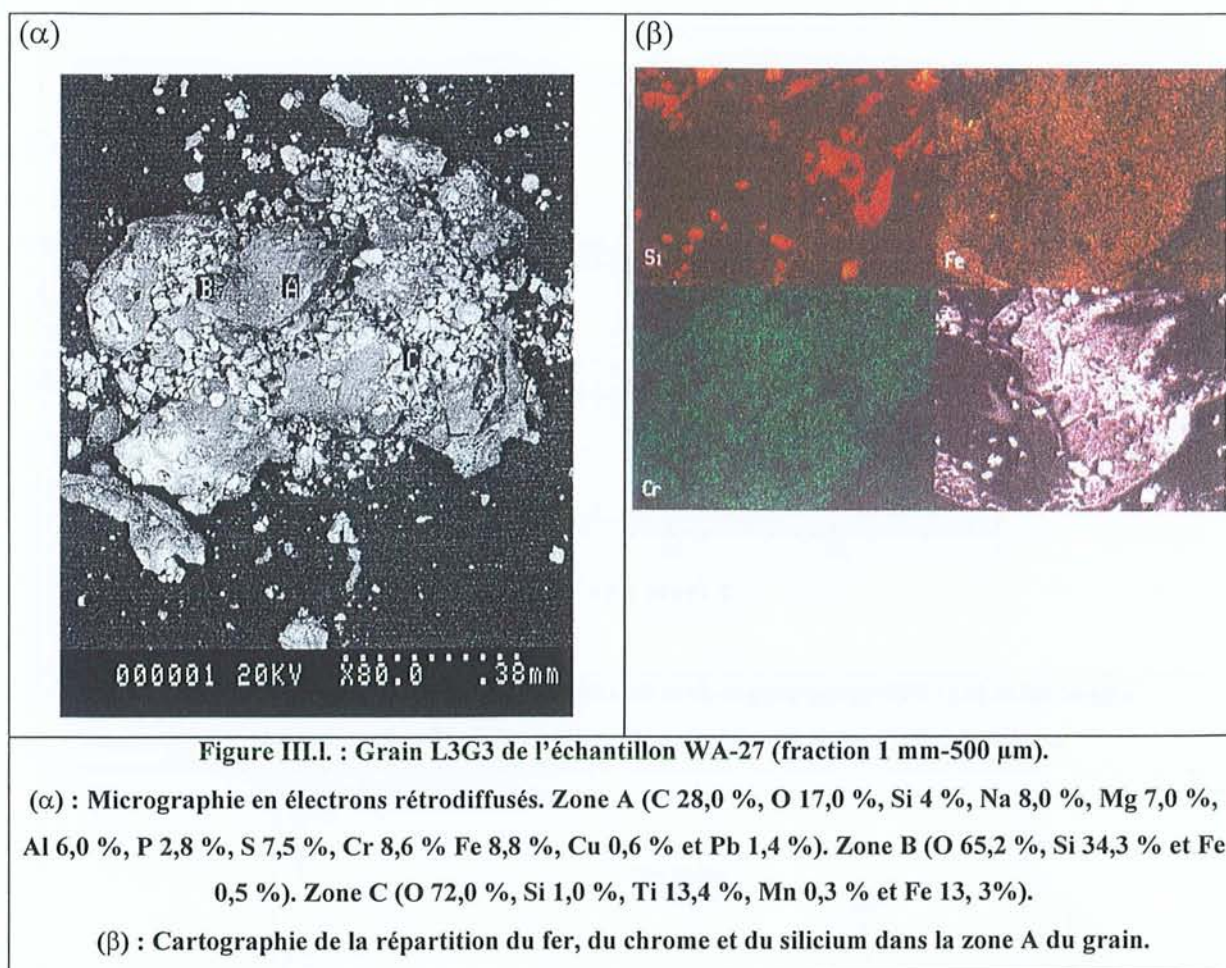 (α)
(β)
B
A
C
000001 20KV X80.0 .38mm
Si
Fe
Cr
Figure III.l. : Grain L3G3 de l'échantillon WA-27 (fraction 1 mm-500 µm).
(α) : Micrographie en électrons rétrodiffusés. Zone A (C 28,0 %, O 17,0 %, Si 4 %, Na 8,0 %, Mg 7,0 %,
Al 6,0 %, P 2,8 %, S 7,5 %, Cr 8,6 % Fe 8,8 %, Cu 0,6 % et Pb 1,4 %). Zone B (O 65,2 %, Si 34,3 % et Fe
0,5 %). Zone C (O 72,0 %, Si 1,0 %, Ti 13,4 %, Mn 0,3 % et Fe 13, 3%).
(β) : Cartographie de la répartition du fer, du chrome et du silicium dans la zone A du grain.